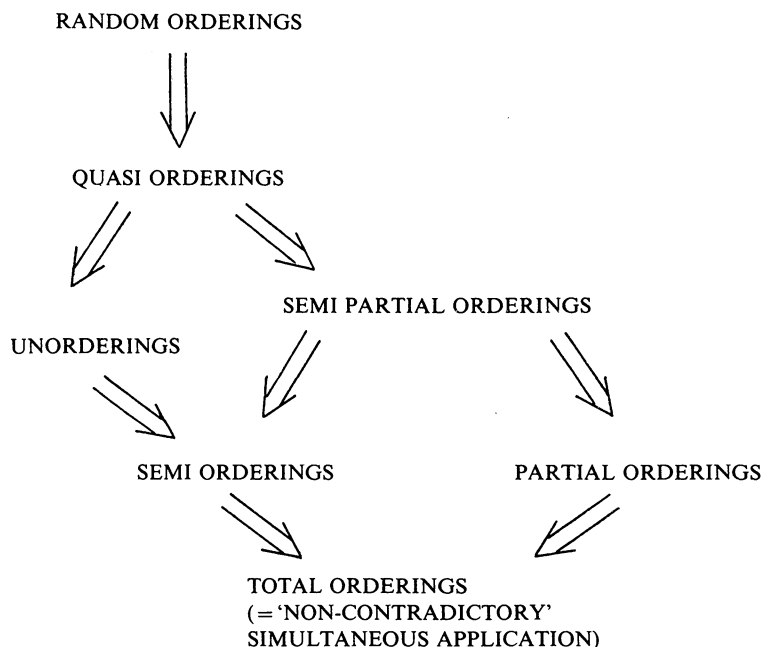 RANDOM ORDERINGS
QUASI ORDERINGS
SEMI PARTIAL ORDERINGS
UNORDERINGS
SEMI ORDERINGS
PARTIAL ORDERINGS
TOTAL ORDERINGS
(= 'NON-CONTRADICTORY'
SIMULTANEOUS APPLICATION)